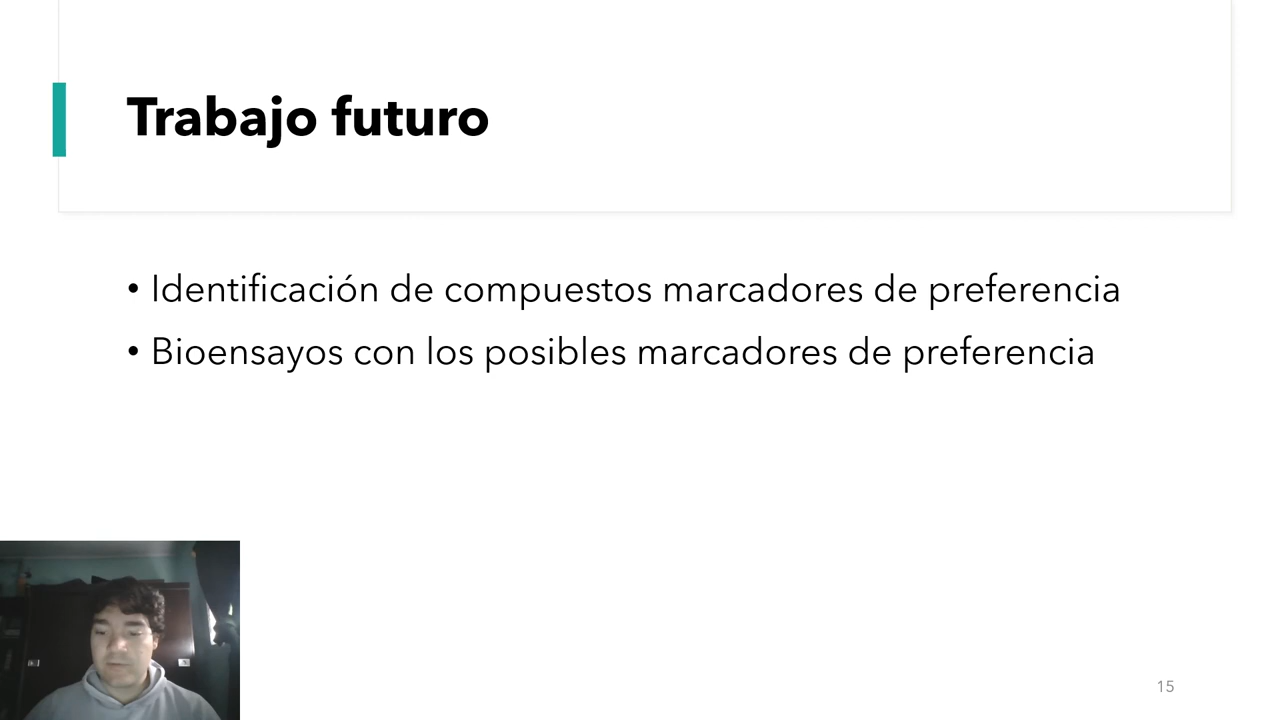 Trabajo futuro
• Identificación de compuestos marcadores de preferencia
• Bioensayos con los posibles marcadores de preferencia
15